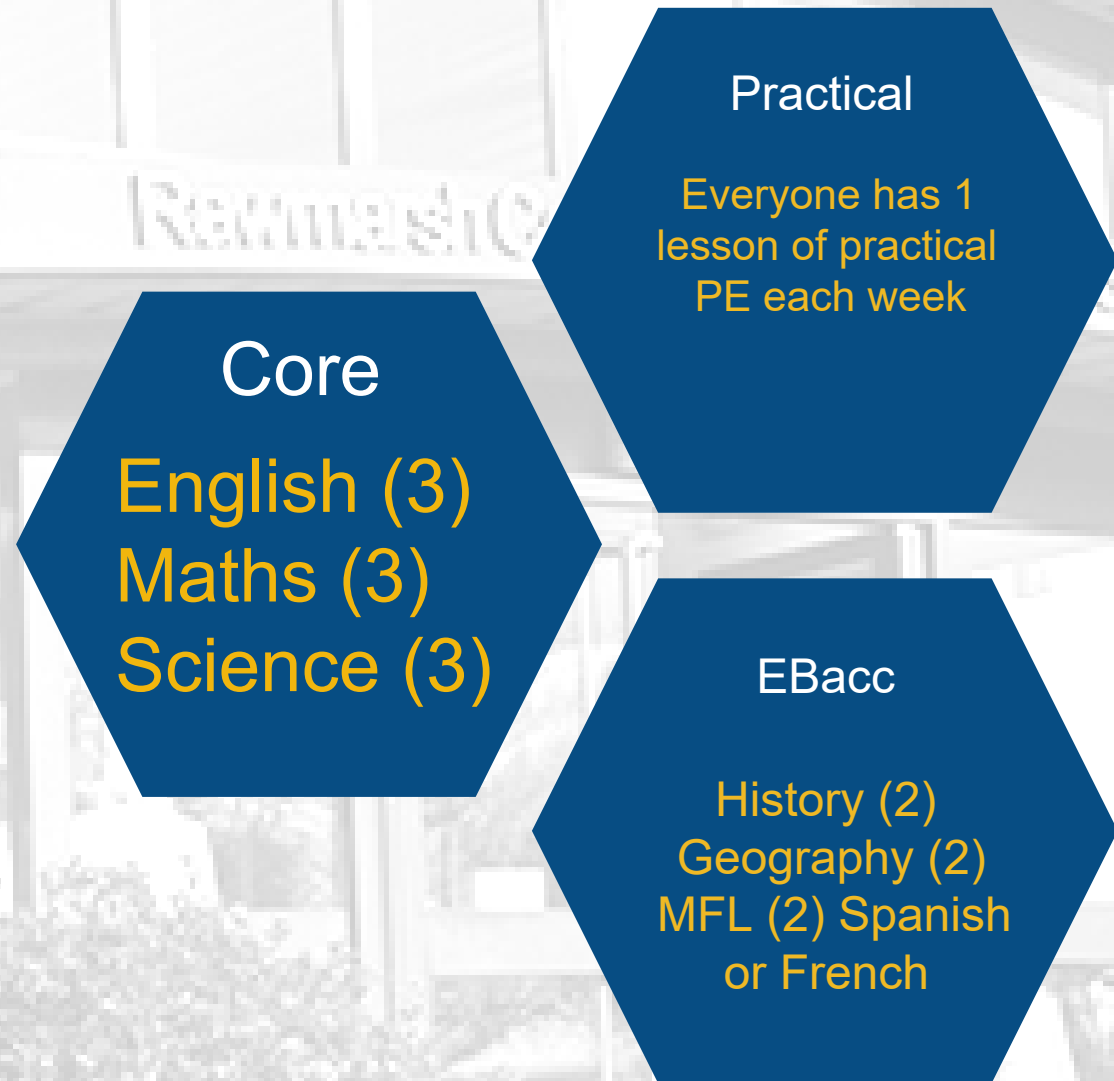 Rawmarsh C
Practical
Everyone has 1
lesson of practical
PE each week
Core
English (3)
Maths (3)
Science (3)
EBacc
History (2)
Geography (2)
MFL (2) Spanish
or French